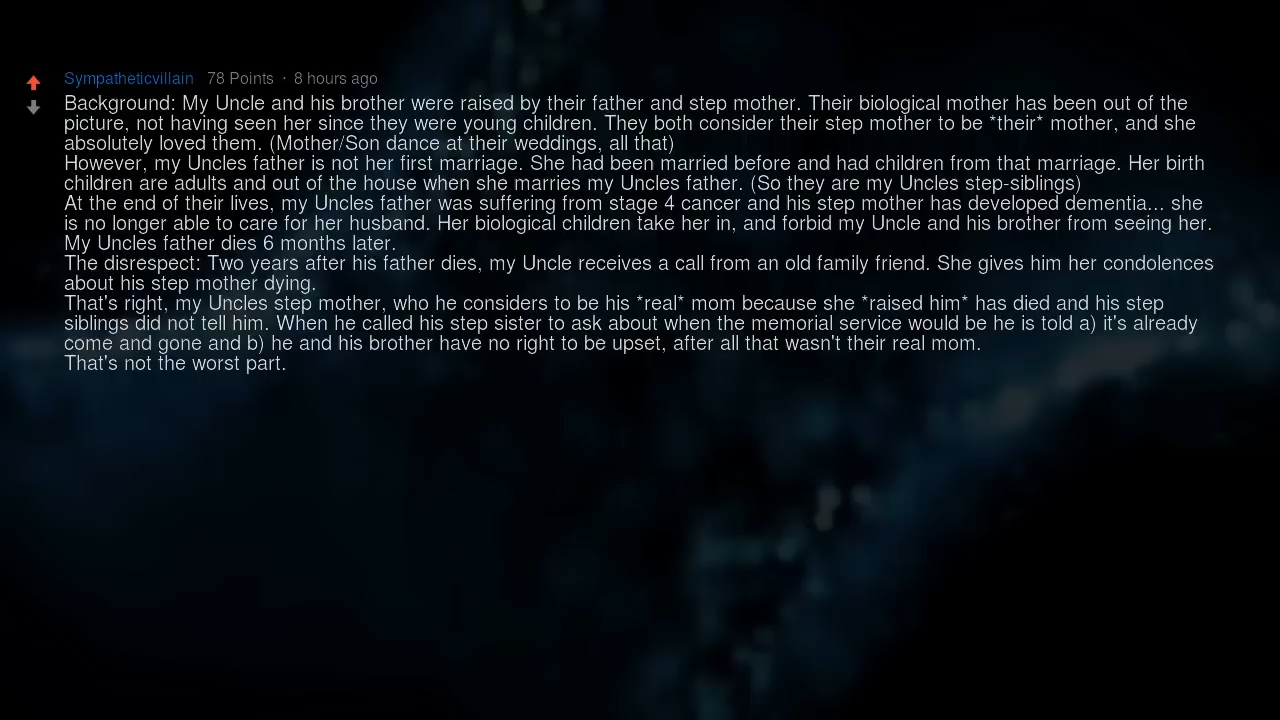 Sympatheticvillain 78 Points · 8 hours ago
Background: My Uncle and his brother were raised by their father and step mother. Their biological mother has been out of the
picture, not having seen her since they were young children. They both consider their step mother to be *their* mother, and she
absolutely loved them. (Mother/Son dance at their weddings, all that)
However, my Uncles father is not her first marriage. She had been married before and had children from that marriage. Her birth
children are adults and out of the house when she marries my Uncles father. (So they are my Uncles step-siblings)
At the end of their lives, my Uncles father was suffering from stage 4 cancer and his step mother has developed dementia... she
is no longer able to care for her husband. Her biological children take her in, and forbid my Uncle and his brother from seeing her.
My Uncles father dies 6 months later.
The disrespect: Two years after his father dies, my Uncle receives a call from an old family friend. She gives him her condolences
about his step mother dying.
That's right, my Uncles step mother, who he considers to be his *real* mom because she *raised him* has died and his step
siblings did not tell him. When he called his step sister to ask about when the memorial service would be he is told a) it's already
come and gone and b) he and his brother have no right to be upset, after all that wasn't their real mom.
That's not the worst part.